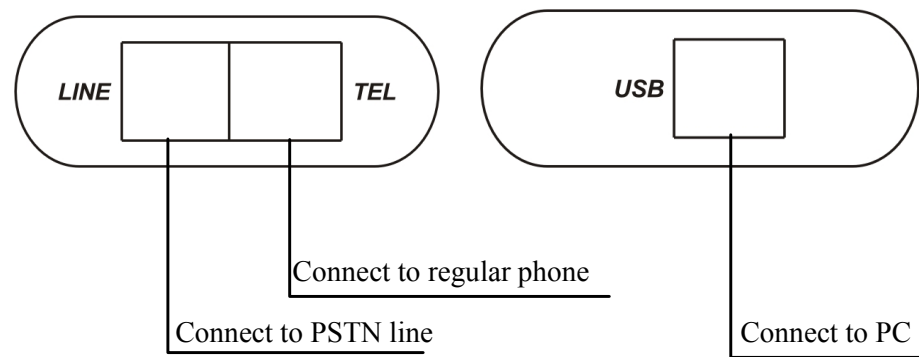 LINE
TEL
USB
Connect to regular phone
Connect to PSTN line
Connect to PC